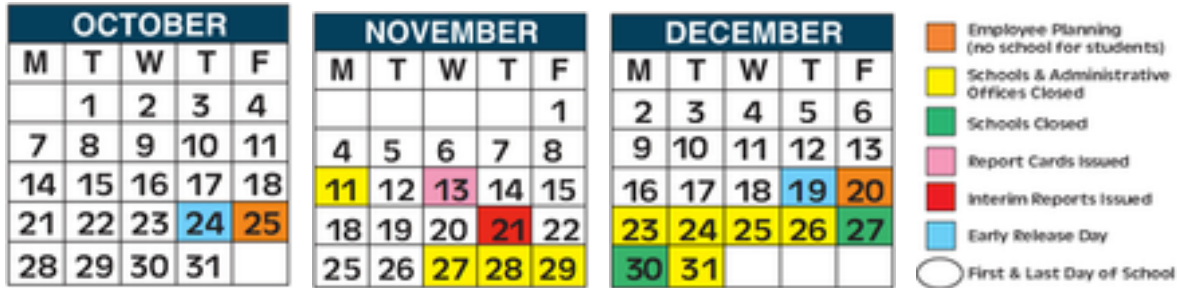 OCTOBER
M T W T F
1 2 3 4
7 8 9 10 11
14 15 16 17 18
21 22 23 24 25
28 29 30 31
NOVEMBER
M T W T F
1
4 5 6 7 8
11 12 13 14 15
18 19 20 21 22
25 26 27 28 29
DECEMBER
M T W T F
2 3 4 5 6
9 10 11 12 13
16 17 18 19 20
23 24 25 26 27
30 31
Employee Planning
(no school for students)
Schools & Administrative
Offices Closed
Schools Closed
Report Cards Issued
Interim Reports Issued
Early Release Day
First & Last Day of School